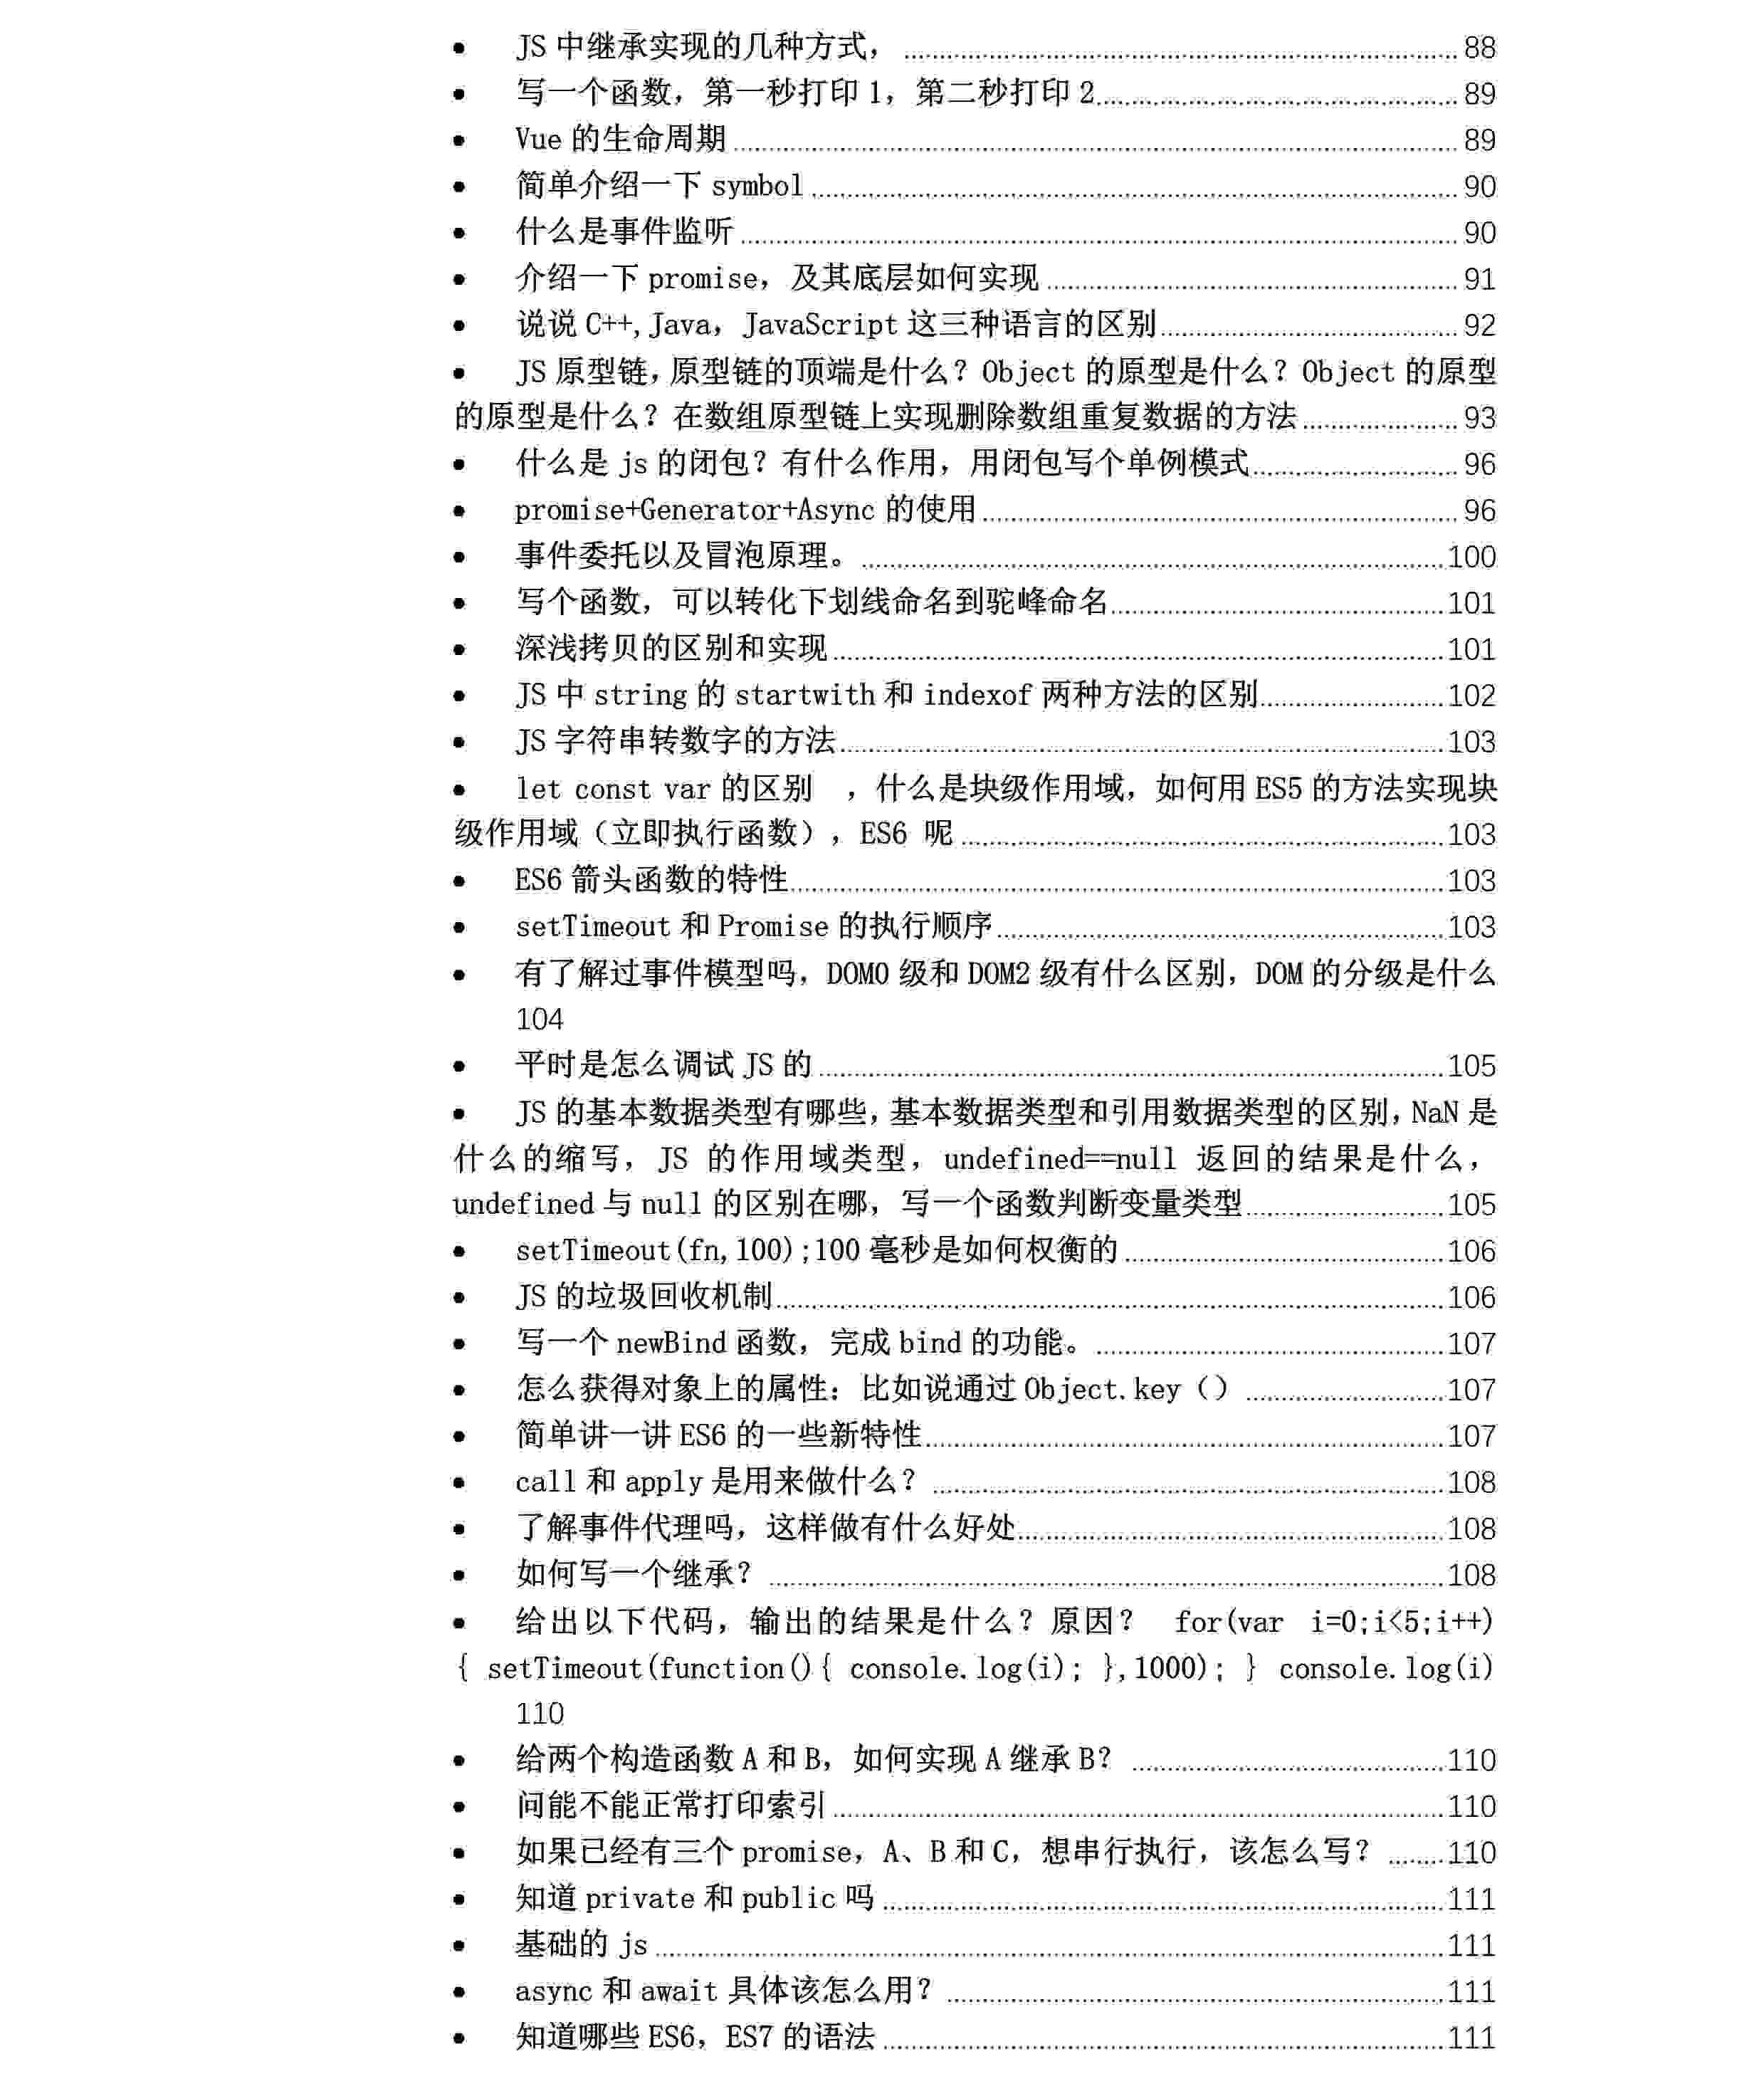 • JS 中继承实现的几种方式， ........ 88
• 写一个函数，第一秒打印 1，第二秒打印 2 ........ 89
• Vue 的生命周期 ........ 89
• 简单介绍一下 symbol ........ 90
• 什么是事件监听 ........ 90
• 介绍一下 promise，及其底层如何实现 ........ 91
• 说说 C++,Java，JavaScript 这三种语言的区别 ........ 92
• JS 原型链，原型链的顶端是什么？Object 的原型是什么？Object 的原型
的原型是什么？在数组原型链上实现删除数组重复数据的方法 ........ 93
• 什么是 js 的闭包？有什么作用，用闭包写个单例模式 ........ 96
• promise+Generator+Async 的使用 ........ 96
• 事件委托以及冒泡原理。 ........ 100
• 写个函数，可以转化下划线命名到驼峰命名 ........ 101
• 深浅拷贝的区别和实现 ........ 101
• JS 中 string 的 startwith 和 indexof 两种方法的区别 ........ 102
• JS 字符串转数字的方法 ........ 103
• let const var 的区别 ，什么是块级作用域，如何用 ES5 的方法实现块
级作用域（立即执行函数），ES6 呢 ........ 103
• ES6 箭头函数的特性 ........ 103
• setTimeout 和 Promise 的执行顺序 ........ 103
• 有了解过事件模型吗，DOM0 级和 DOM2 级有什么区别，DOM 的分级是什么
104
• 平时是怎么调试 JS 的 ........ 105
• JS 的基本数据类型有哪些，基本数据类型和引用数据类型的区别，NaN 是
什么的缩写，JS 的作用域类型，undefined==null 返回的结果是什么，
undefined 与 null 的区别在哪，写一个函数判断变量类型 ........ 105
• setTimeout(fn,100);100 毫秒是如何权衡的 ........ 106
• JS 的垃圾回收机制 ........ 106
• 写一个 newBind 函数，完成 bind 的功能。 ........ 107
• 怎么获得对象上的属性：比如说通过 Object.key（） ........ 107
• 简单讲一讲 ES6 的一些新特性 ........ 107
• call 和 apply 是用来做什么？ ........ 108
• 了解事件代理吗，这样做有什么好处 ........ 108
• 如何写一个继承？ ........ 108
• 给出以下代码，输出的结果是什么？原因？ for(var i=0;i<5;i++)
{ setTimeout(function(){ console.log(i); },1000); } console.log(i)
110
• 给两个构造函数 A 和 B，如何实现 A 继承 B？ ........ 110
• 问能不能正常打印索引 ........ 110
• 如果已经有三个 promise，A、B 和 C，想串行执行，该怎么写？ ........ 110
• 知道 private 和 public 吗 ........ 111
• 基础的 js ........ 111
• async 和 await 具体该怎么用？ ........ 111
• 知道哪些 ES6，ES7 的语法 ........ 111